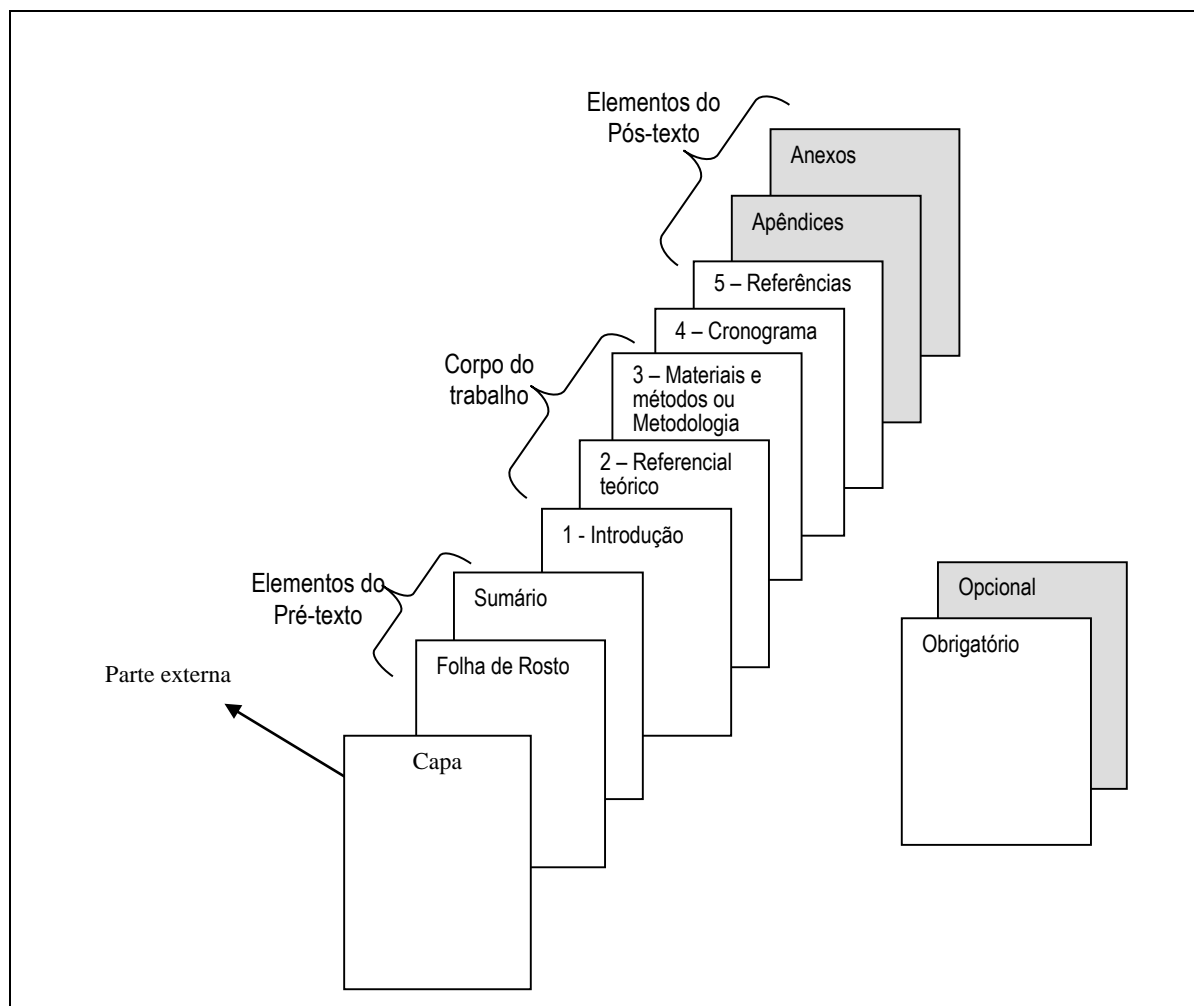 Elementos do
Pós-texto
Anexos
Apêndices
5 – Referências
4 – Cronograma
Corpo do
trabalho
3 – Materiais e
métodos ou
Metodologia
2 – Referencial
teórico
1 - Introdução
Elementos do
Pré-texto
Sumário
Folha de Rosto
Parte externa
Capa
Opcional
Obrigatório